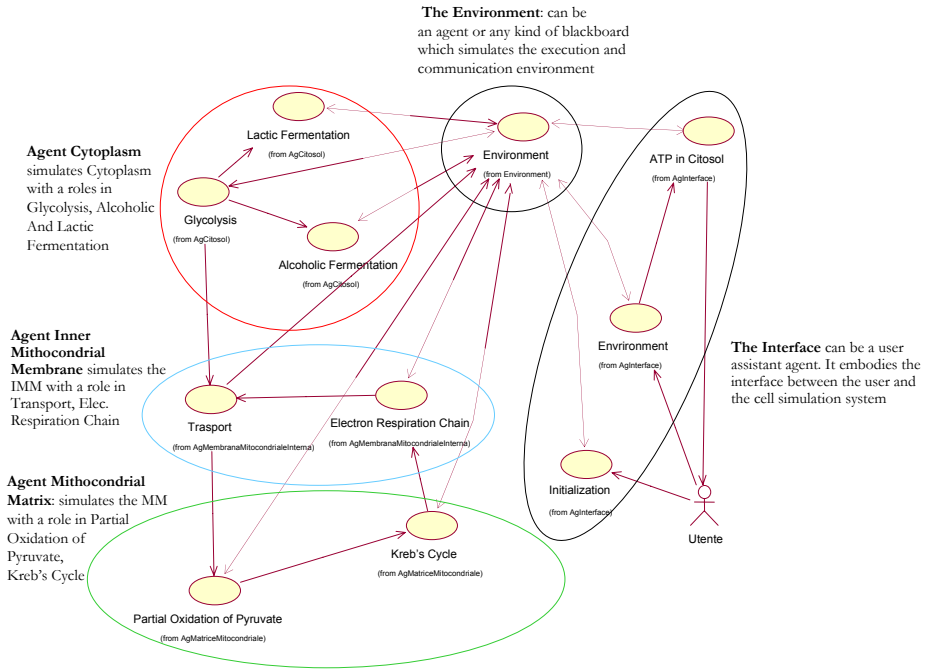 The Environment: can be
an agent or any kind of blackboard
which simulates the execution and
communication environment
Lactic Fermentation
(from AgCitosol)
Environment
(from Environment)
ATP in Citosol
(from AgInterface)
Agent Cytoplasm
simulates Cytoplasm
with a roles in
Glycolysis, Alcoholic
And Lactic
Fermentation
Glycolysis
(from AgCitosol)
Alcoholic Fermentation
(from AgCitosol)
Agent Inner
Mithocondrial
Membrane simulates the
IMM with a role in
Transport, Elec.
Respiration Chain
Envrironment
(from AgInterface)
The Interface can be a user
assistant agent. It embodies the
interface between the user and
the cell simulation system
Trasport
(from AgMembranaMitocondrialeInterna)
Electron Respiration Chain
(from AgMembranaMitocondrialeInterna)
Initialization
(from AgInterface)
Utente
Agent Mithocondrial
Matrix: simulates the MM
with a role in Partial
Oxidation of
Pyruvate,
Kreb's Cycle
Kreb's Cycle
(from AgMatriceMitocondriale)
Partial Oxidation of Pyruvate
(from AgMatriceMitocondriale)